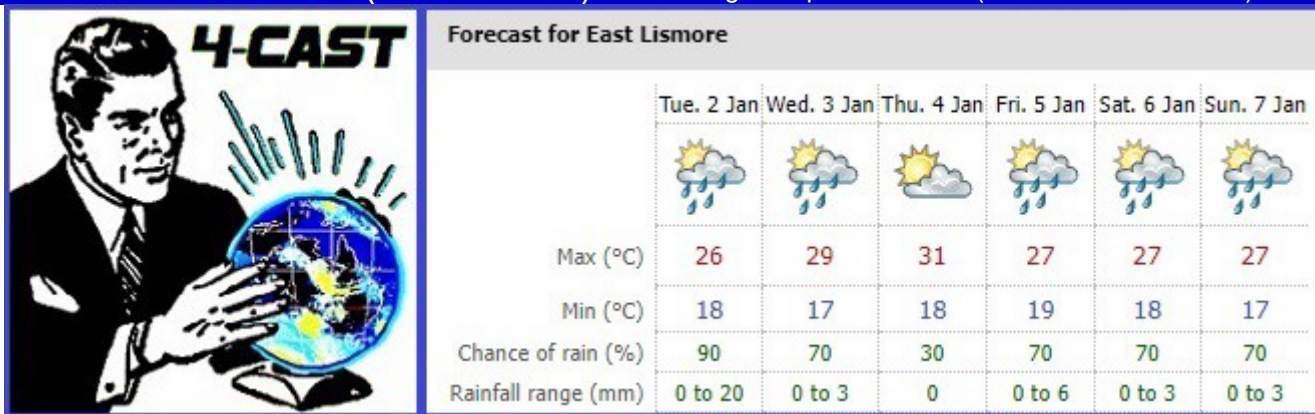 4-CAST
Forecast for East Lismore
Tue. 2 Jan Wed. 3 Jan Thu. 4 Jan Fri. 5 Jan Sat. 6 Jan Sun. 7 Jan
Max (°C) 26 29 31 27 27 27
Min (°C) 18 17 18 19 18 17
Chance of rain (%) 90 70 30 70 70 70
Rainfall range (mm) 0 to 20 0 to 3 0 0 to 6 0 to 3 0 to 3